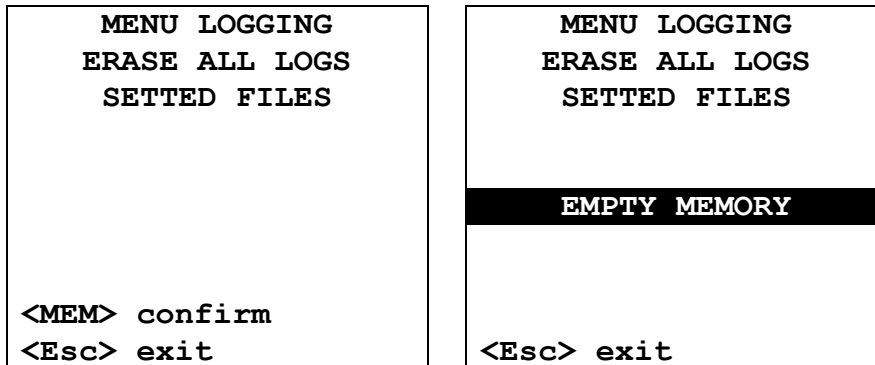 MENU LOGGING
ERASE ALL LOGS
SETTED FILES
<MEM> confirm
<Esc> exit
MENU LOGGING
ERASE ALL LOGS
SETTED FILES
EMPTY MEMORY
<Esc> exit